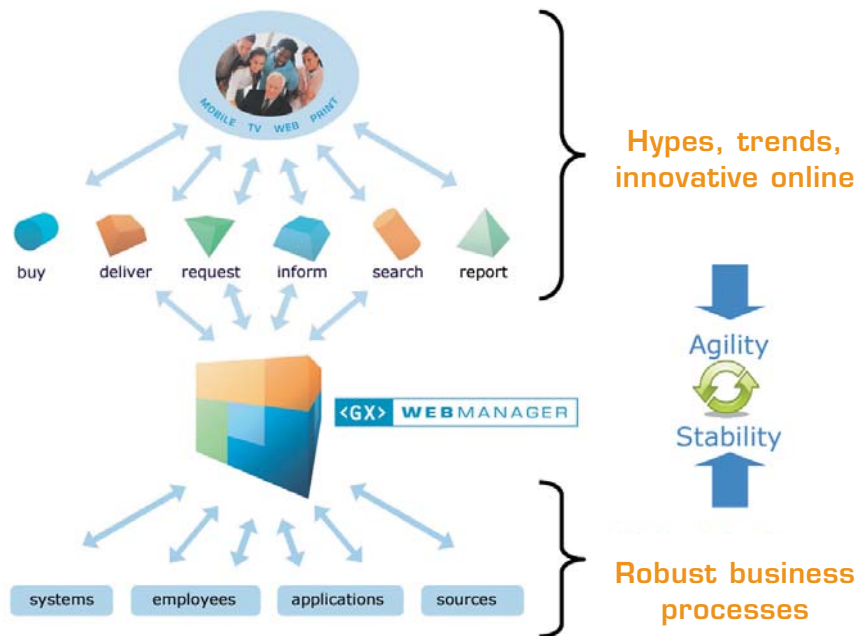 MOBILE TV WEB PRINT
Hypes, trends,
innovative online
buy deliver request inform search report
Agility
<GX> WEBMANAGER
Stability
Robust business
processes
systems employees applications sources